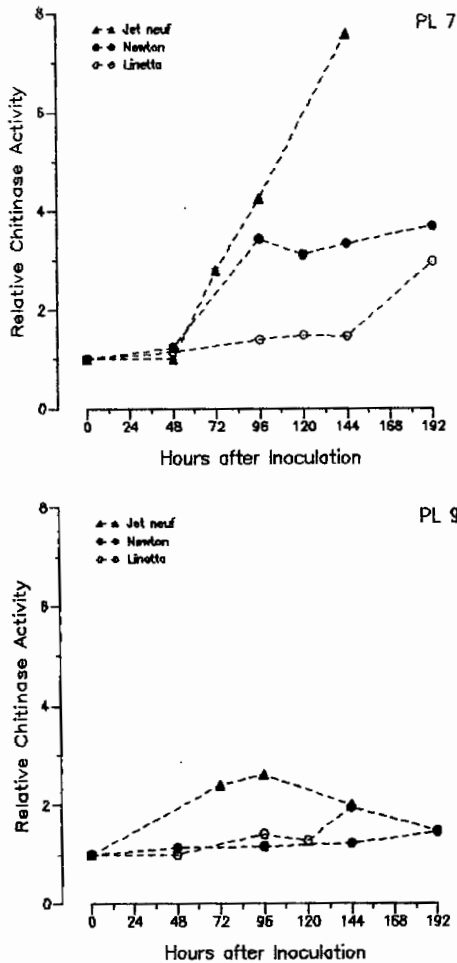 PL 7
8
6
4
2
0
Relative Chitinase Activity
Jet neuf
Newton
Linetta
0 24 48 72 96 120 144 168 192
Hours after Inoculation
PL 9
8
6
4
2
0
Relative Chitinase Activity
Jet neuf
Newton
Linetta
0 24 48 72 96 120 144 168 192
Hours after Inoculation